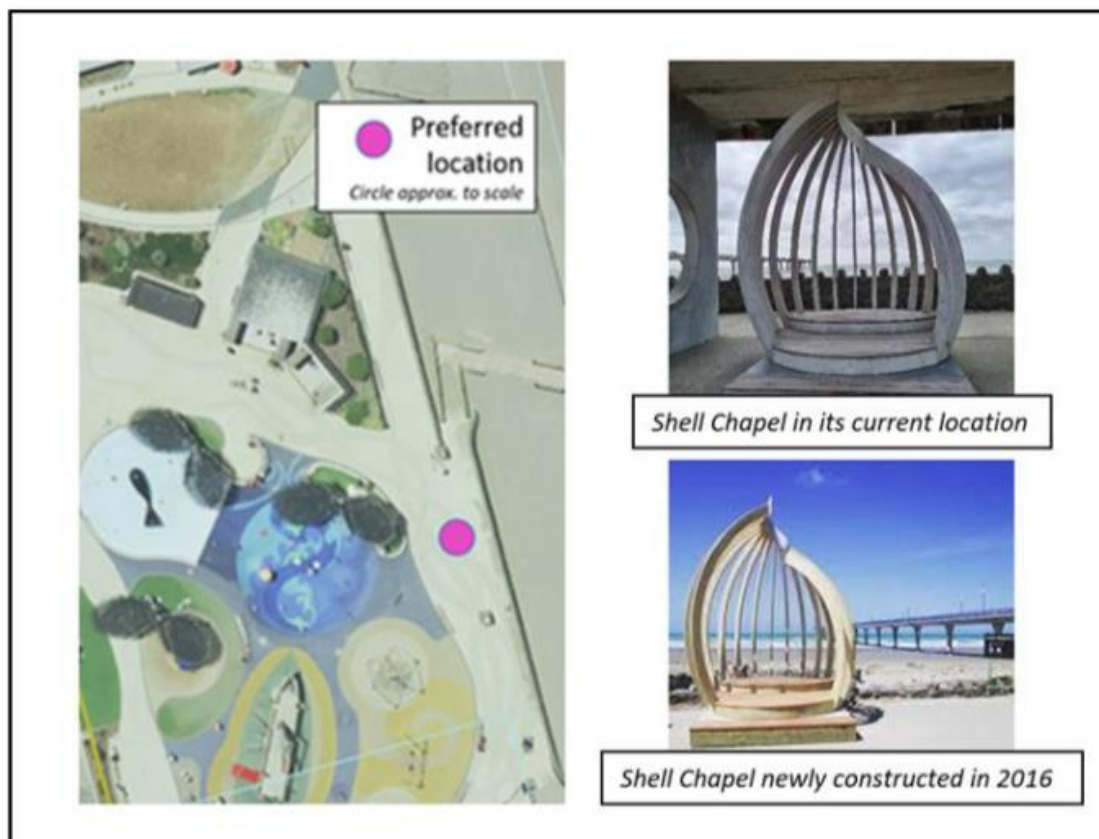 Preferred
location
Circle approx. to scale
Shell Chapel in its current location
Shell Chapel newly constructed in 2016